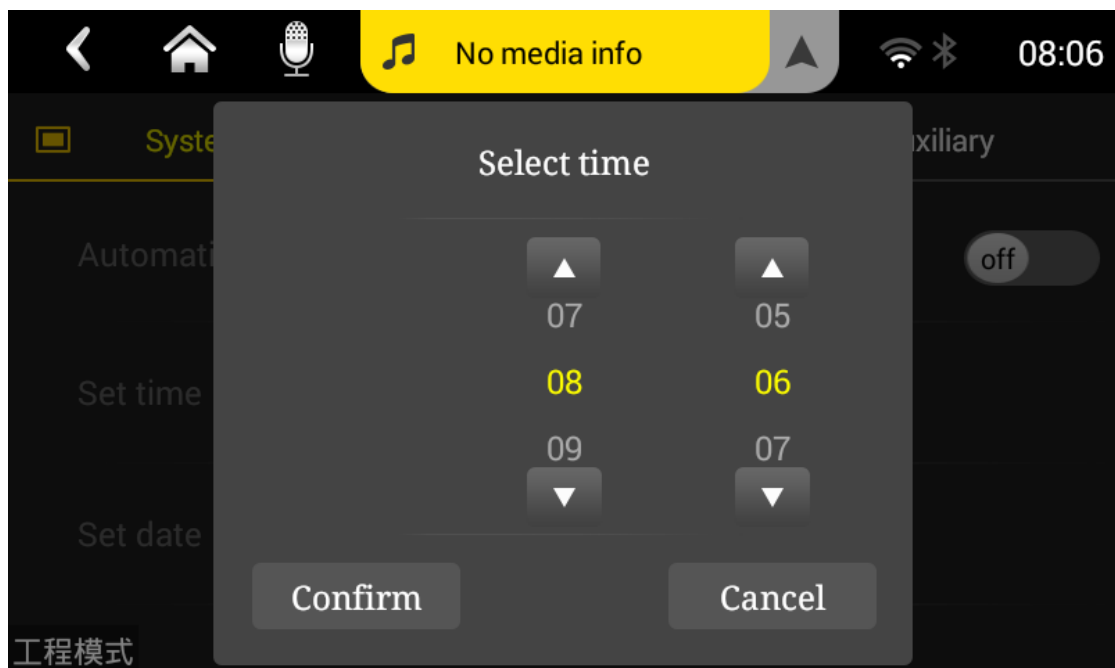 No media info
08:06
Syste
xiliary
Select time
Automati
off
07 05
Set time
08 06
09 07
Set date
Confirm Cancel
工程模式